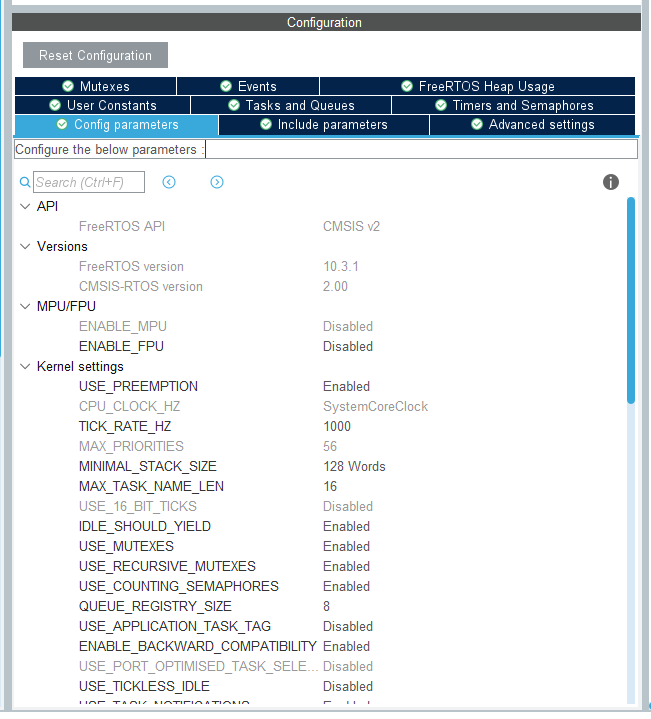 Configuration
Reset Configuration
Mutexes Events FreeRTOS Heap Usage
User Constants Tasks and Queues Timers and Semaphores
Config parameters Include parameters Advanced settings
Configure the below parameters :
Search (Ctrl+F)
API
FreeRTOS API CMSIS v2
Versions
FreeRTOS version 10.3.1
CMSIS-RTOS version 2.00
MPU/FPU
ENABLE_MPU Disabled
ENABLE_FPU Disabled
Kernel settings
USE_PREEMPTION Enabled
CPU_CLOCK_HZ SystemCoreClock
TICK_RATE_HZ 1000
MAX_PRIORITIES 56
MINIMAL_STACK_SIZE 128 Words
MAX_TASK_NAME_LEN 16
USE_16_BIT_TICKS Disabled
IDLE_SHOULD_YIELD Enabled
USE_MUTEXES Enabled
USE_RECURSIVE_MUTEXES Enabled
USE_COUNTING_SEMAPHORES Enabled
QUEUE_REGISTRY_SIZE 8
USE_APPLICATION_TASK_TAG Disabled
ENABLE_BACKWARD_COMPATIBILITY Enabled
USE_PORT_OPTIMISED_TASK_SELE... Disabled
USE_TICKLESS_IDLE Disabled
USE_TASK_NOTIFICATIONS Enabled